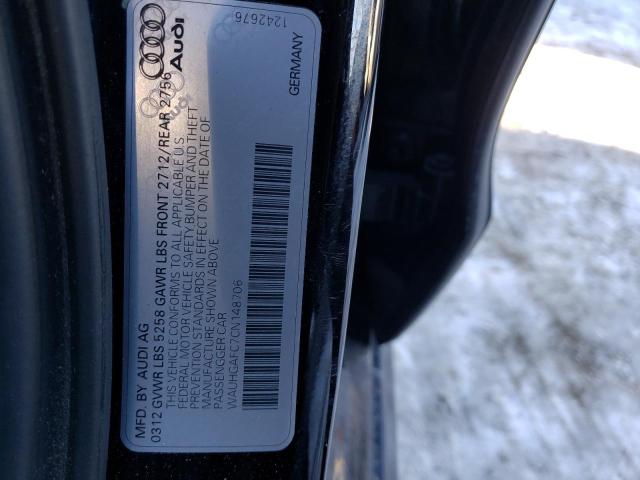 MFD. BY AUDI AG
0312 GVWR LBS 5258 GAWR LBS FRONT 2712/REAR 2756
THIS VEHICLE CONFORMS TO ALL APPLICABLE U.S.
FEDERAL MOTOR VEHICLE SAFETY BUMPER AND THEFT
PREVENTION STANDARDS IN EFFECT ON THE DATE OF
MANUFACTURE SHOWN ABOVE
PASSENGGER CAR
WAUHGAFC7CN148706
GERMANY
Audi
Audi
1242676